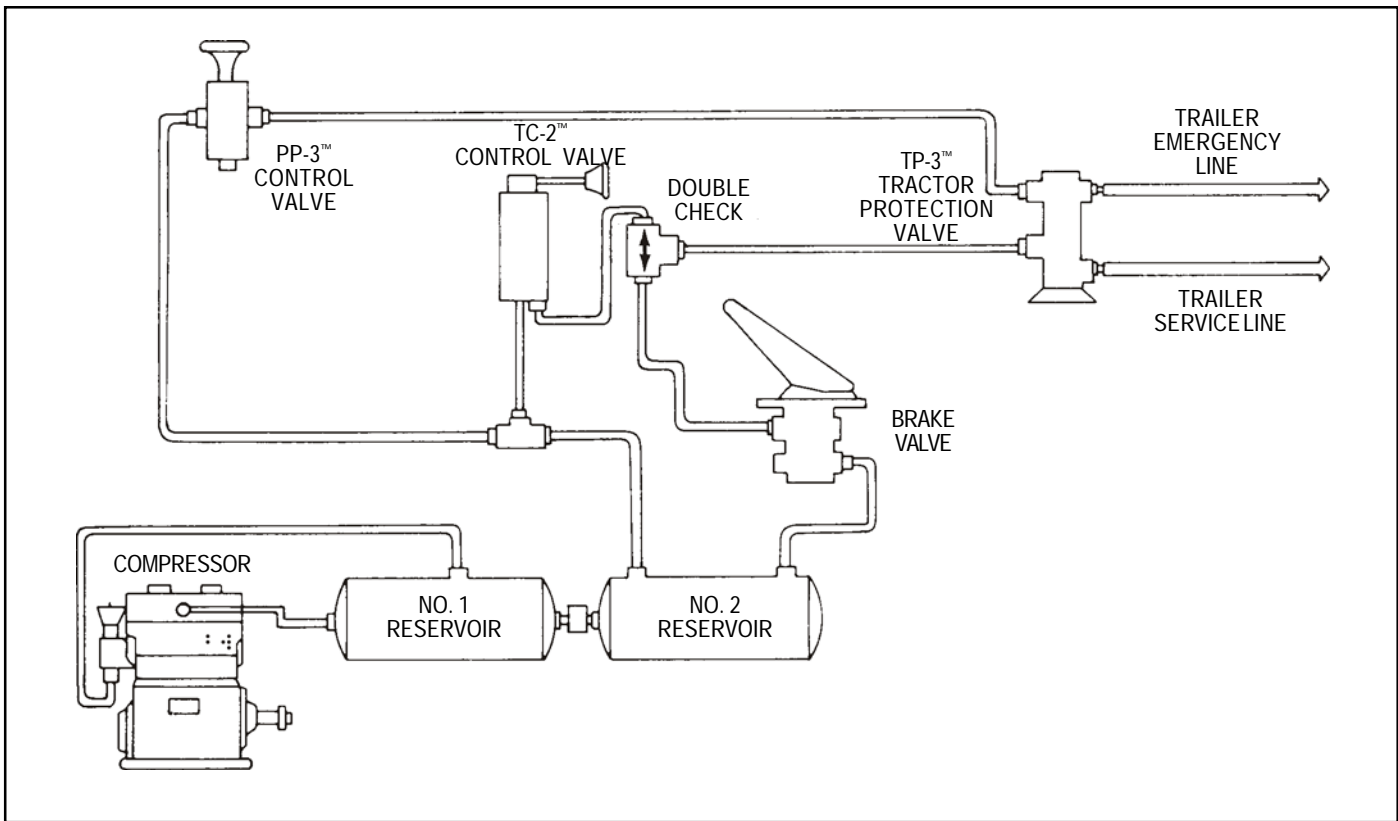 PP-3™
CONTROL
VALVE
TC-2™
CONTROL VALVE
DOUBLE
CHECK
TP-3™
TRACTOR
PROTECTION
VALVE
TRAILER
EMERGENCY
LINE
TRAILER
SERVICE LINE
BRAKE
VALVE
COMPRESSOR
NO. 1
RESERVOIR
NO. 2
RESERVOIR